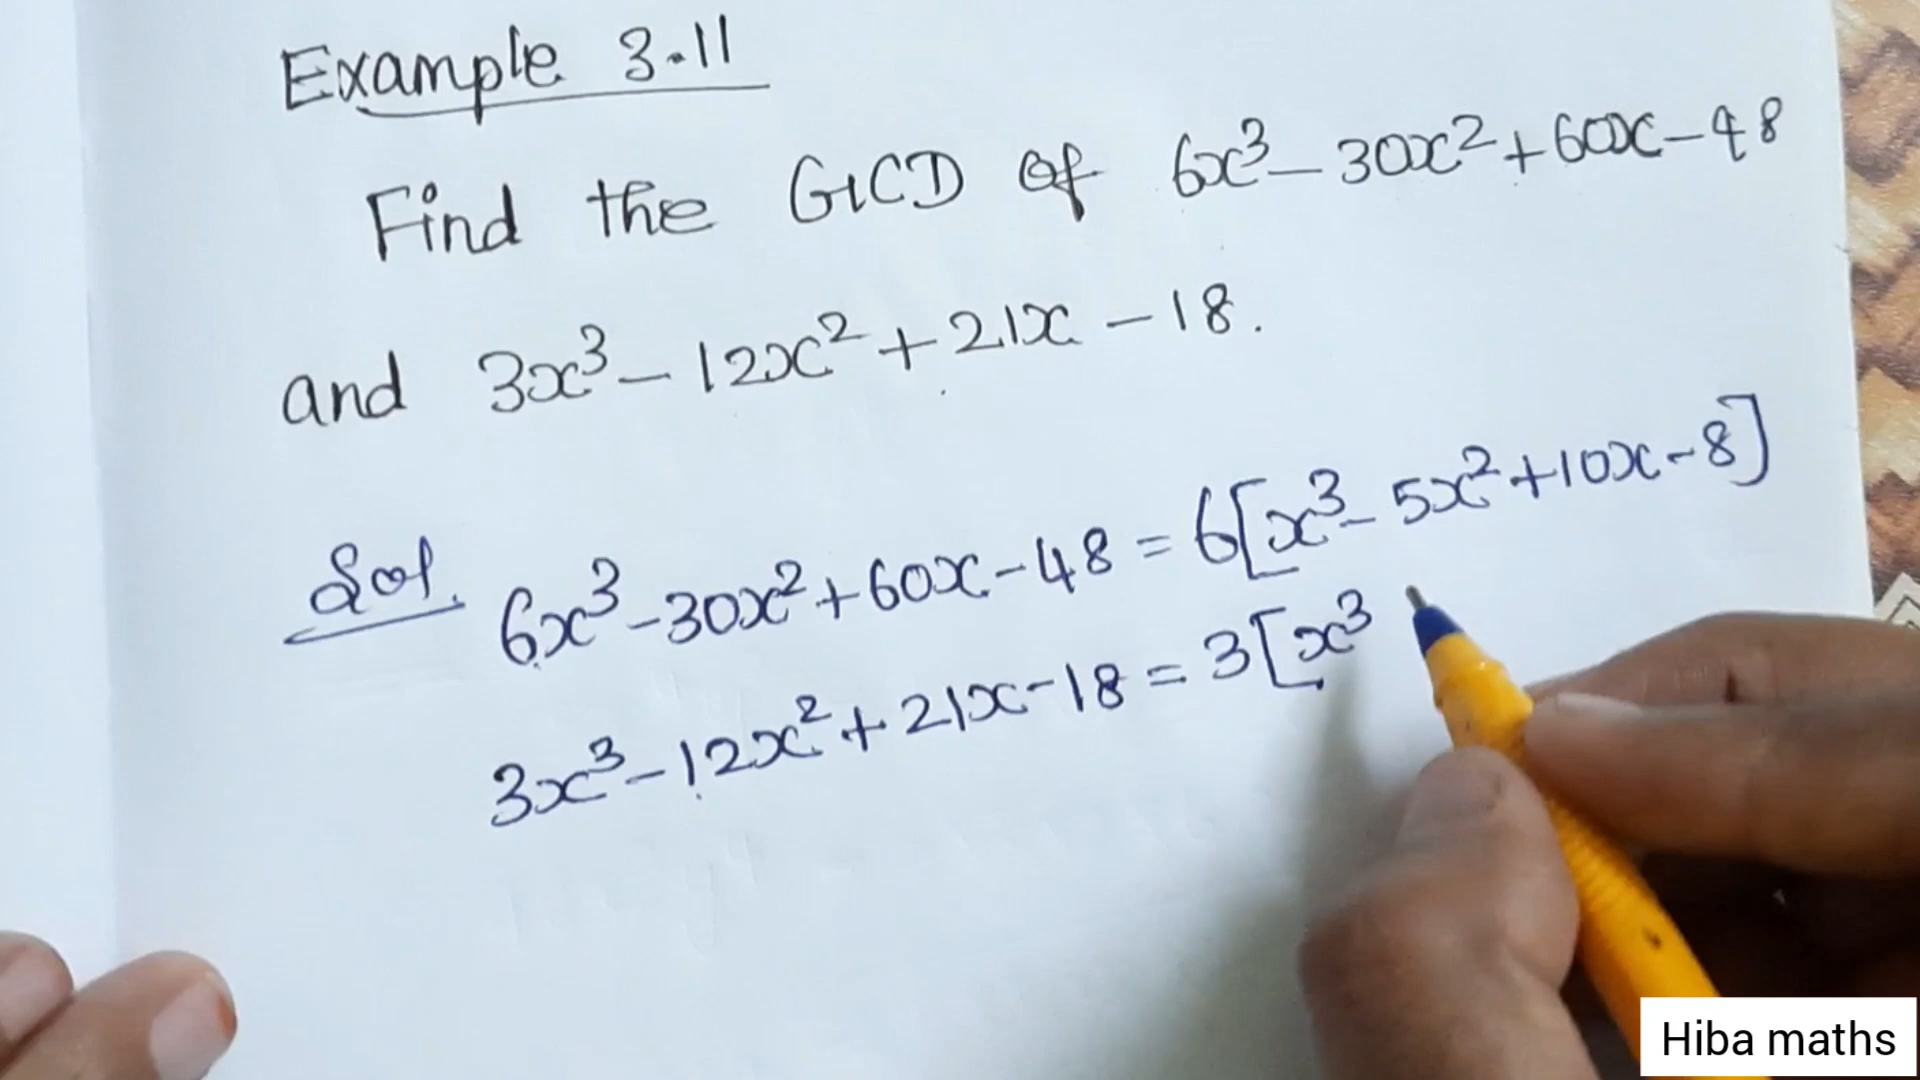 Example 3.11
Find the GCD of 6x³-30x²+60x-48
and 3x³-12x²+21x-18.
Sol. 6x³-30x²+60x-48 = 6[x³-5x²+10x-8]
3x³-12x²+21x-18 = 3[x³
Hiba maths